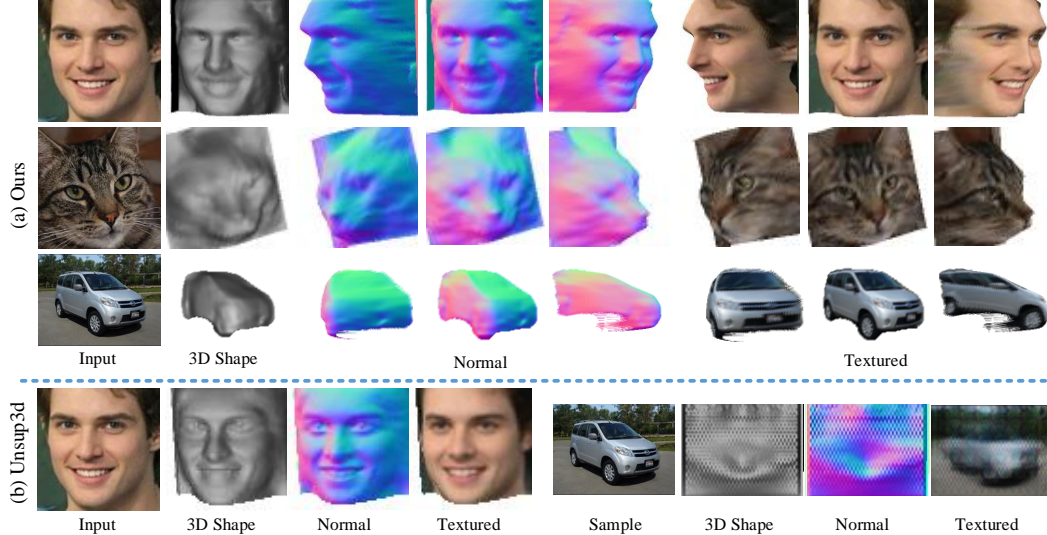 (a) Ours
Input
3D Shape
Normal
Textured
(b) Unsup3d
Input
3D Shape
Normal
Textured
Sample
3D Shape
Normal
Textured